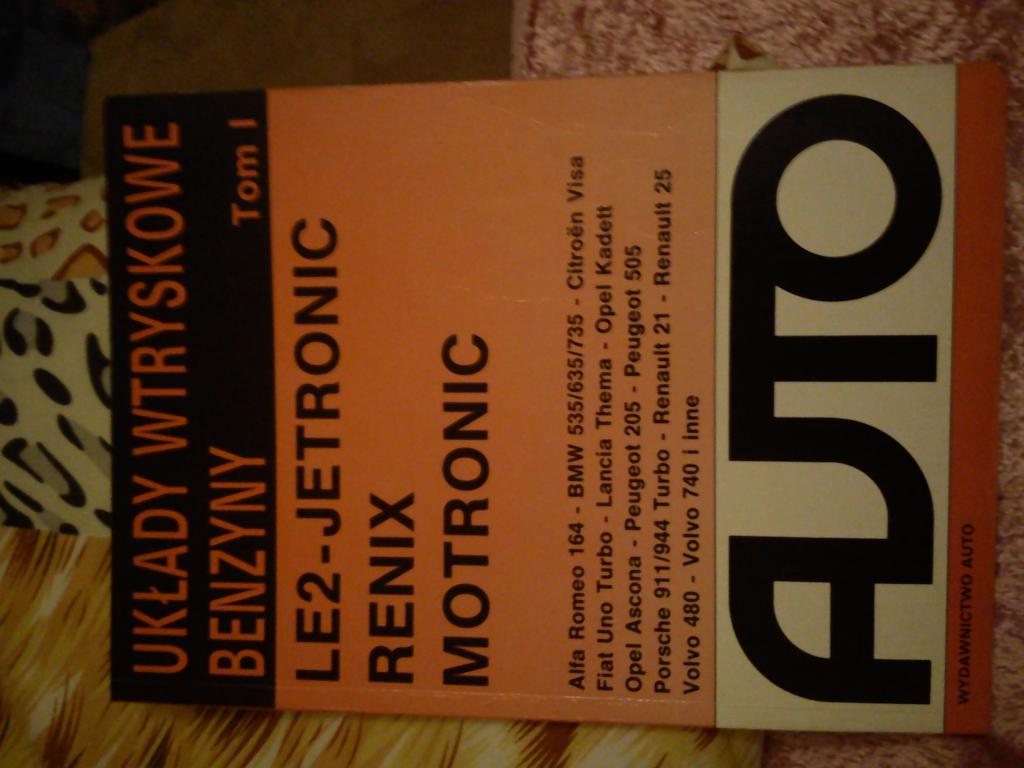 UKŁADY WTRYSKOWE
BENZYNY
Tom I
LE2-JETRONIC
RENIX
MOTRONIC
Alfa Romeo 164 - BMW 535/635/735 - Citroën Visa
Fiat Uno Turbo - Lancia Thema - Opel Kadett
Opel Ascona - Peugeot 205 - Peugeot 505
Porsche 911/944 Turbo - Renault 21 - Renault 25
Volvo 480 - Volvo 740 i inne
AUTO
WYDAWNICTWO AUTO